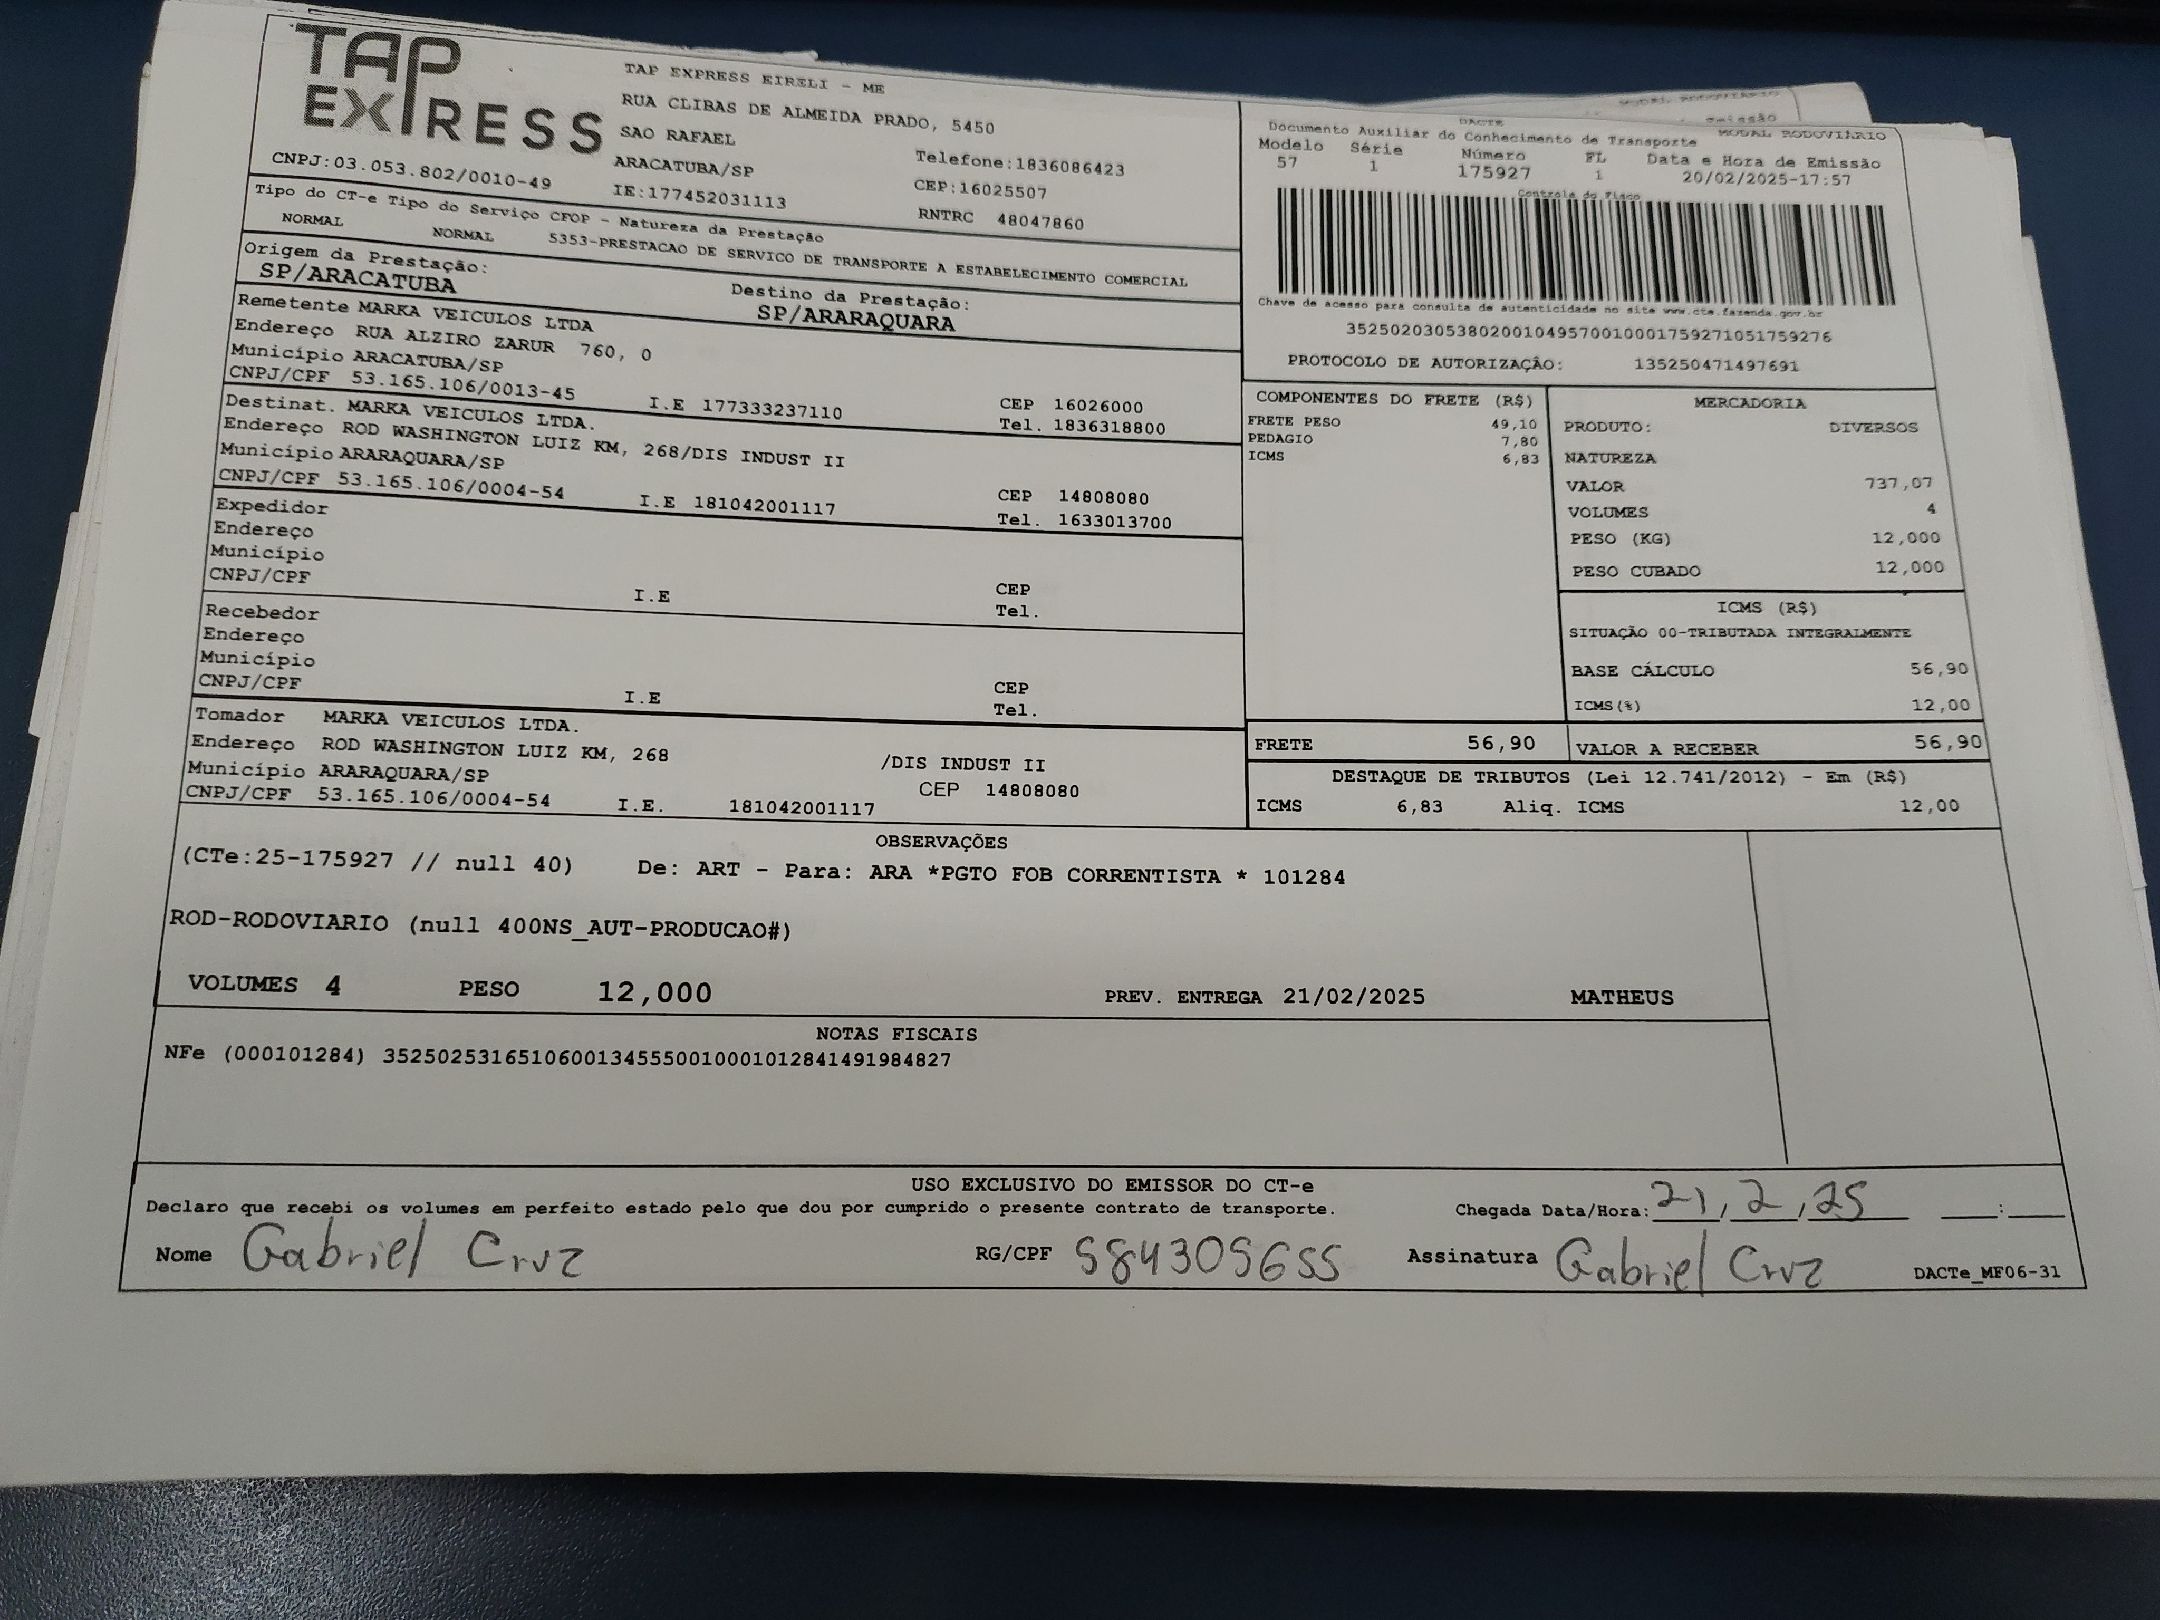 TAP EXPRESS
TAP EXPRESS EIRELI - ME
RUA CLIBAS DE ALMEIDA PRADO, 5450
SAO RAFAEL
ARACATUBA/SP
Telefone:1836086423
CNPJ:03.053.802/0010-49
IE:177452031113
CEP:16025507
RNTRC 48047860
Tipo do CT-e Tipo do Serviço CFOP - Natureza da Prestação
NORMAL NORMAL 5353-PRESTACAO DE SERVICO DE TRANSPORTE A ESTABELECIMENTO COMERCIAL
Origem da Prestação:
SP/ARACATUBA
Destino da Prestação:
SP/ARARAQUARA
DACTE
MODAL RODOVIÁRIO
Documento Auxiliar do Conhecimento de Transporte
Modelo Série Número FL Data e Hora de Emissão
57 1 175927 1 20/02/2025-17:57
Controle do Fisco
Chave de acesso para consulta de autenticidade no site www.cte.fazenda.gov.br
35250203053802001049570010001759271051759276
PROTOCOLO DE AUTORIZAÇÂO: 135250471497691
Remetente MARKA VEICULOS LTDA
Endereço RUA ALZIRO ZARUR 760, 0
Município ARACATUBA/SP
CNPJ/CPF 53.165.106/0013-45 I.E 177333237110
CEP 16026000
Tel. 1836318800
Destinat. MARKA VEICULOS LTDA.
Endereço ROD WASHINGTON LUIZ KM, 268/DIS INDUST II
Município ARARAQUARA/SP
CNPJ/CPF 53.165.106/0004-54 I.E 181042001117
CEP 14808080
Tel. 1633013700
Expedidor
Endereço
Município
CNPJ/CPF I.E
CEP
Tel.
Recebedor
Endereço
Município
CNPJ/CPF I.E
CEP
Tel.
Tomador MARKA VEICULOS LTDA.
Endereço ROD WASHINGTON LUIZ KM, 268 /DIS INDUST II
Município ARARAQUARA/SP CEP 14808080
CNPJ/CPF 53.165.106/0004-54 I.E. 181042001117
COMPONENTES DO FRETE (R$)
FRETE PESO 49,10
PEDAGIO 7,80
ICMS 6,83
MERCADORIA
PRODUTO: DIVERSOS
NATUREZA
VALOR 737,07
VOLUMES 4
PESO (KG) 12,000
PESO CUBADO 12,000
ICMS (R$)
SITUAÇÃO 00-TRIBUTADA INTEGRALMENTE
BASE CÁLCULO 56,90
ICMS(%) 12,00
FRETE 56,90 VALOR A RECEBER 56,90
DESTAQUE DE TRIBUTOS (Lei 12.741/2012) - Em (R$)
ICMS 6,83 Aliq. ICMS 12,00
OBSERVAÇÕES
(CTe:25-175927 // null 40) De: ART - Para: ARA *PGTO FOB CORRENTISTA * 101284
ROD-RODOVIARIO (null 400NS_AUT-PRODUCAO#)
VOLUMES 4 PESO 12,000 PREV. ENTREGA 21/02/2025 MATHEUS
NOTAS FISCAIS
NFe (000101284) 35250253165106001345550010001012841491984827
USO EXCLUSIVO DO EMISSOR DO CT-e
Declaro que recebi os volumes em perfeito estado pelo que dou por cumprido o presente contrato de transporte. Chegada Data/Hora: 21, 2, 25 :
Nome Gabriel Cruz RG/CPF 584305655 Assinatura Gabriel Cruz DACTe_MF06-31